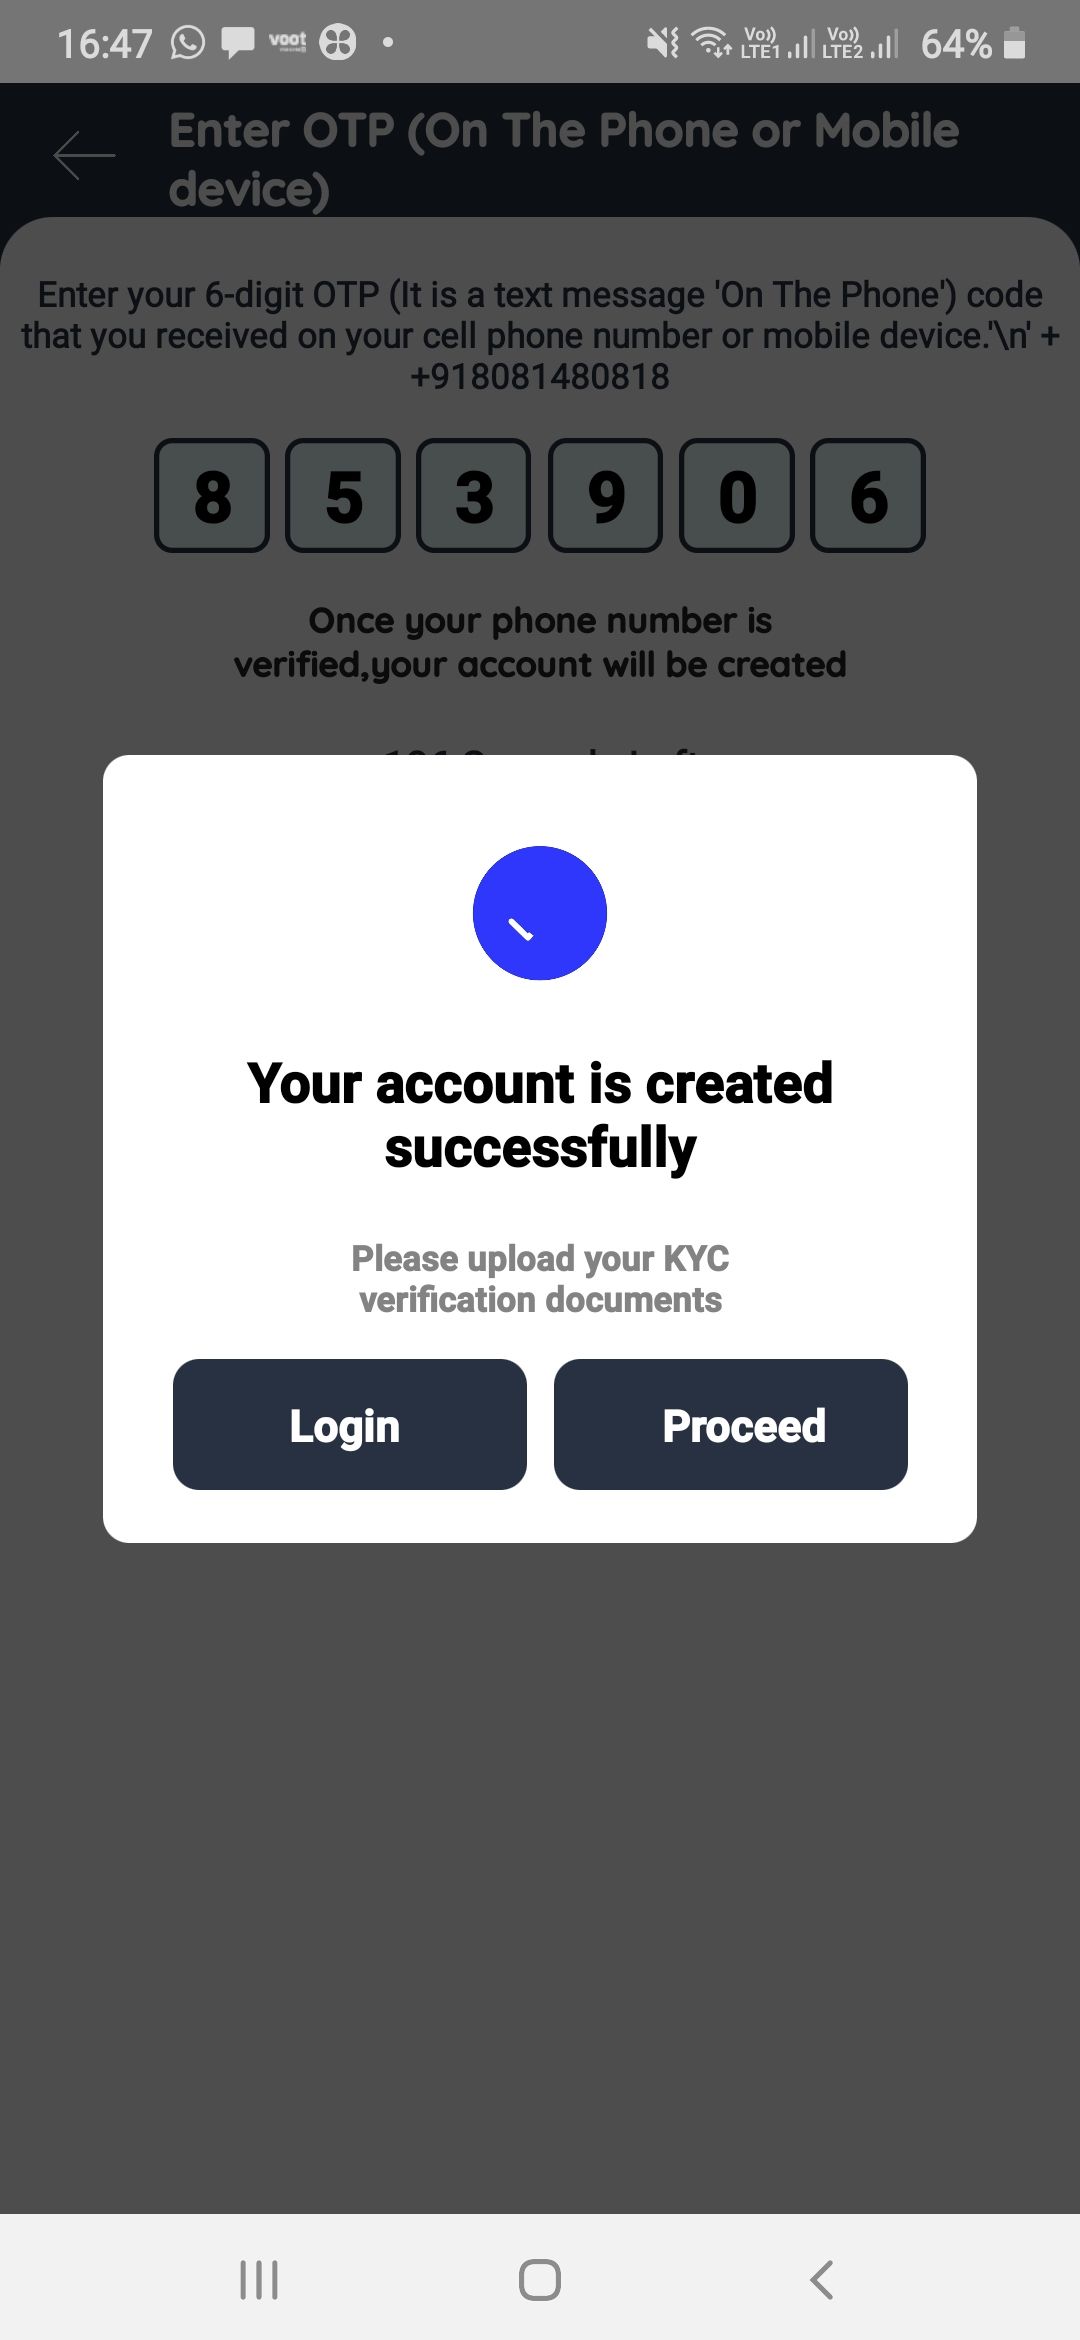 16:47 voot Vo)) LTE1 Vo)) LTE2 64%
Enter OTP (On The Phone or Mobile
device)
Enter your 6-digit OTP (It is a text message 'On The Phone') code
that you received on your cell phone number or mobile device.'\n' +
+918081480818
8 5 3 9 0 6
Once your phone number is
verified,your account will be created
Your account is created
successfully
Please upload your KYC
verification documents
Login Proceed